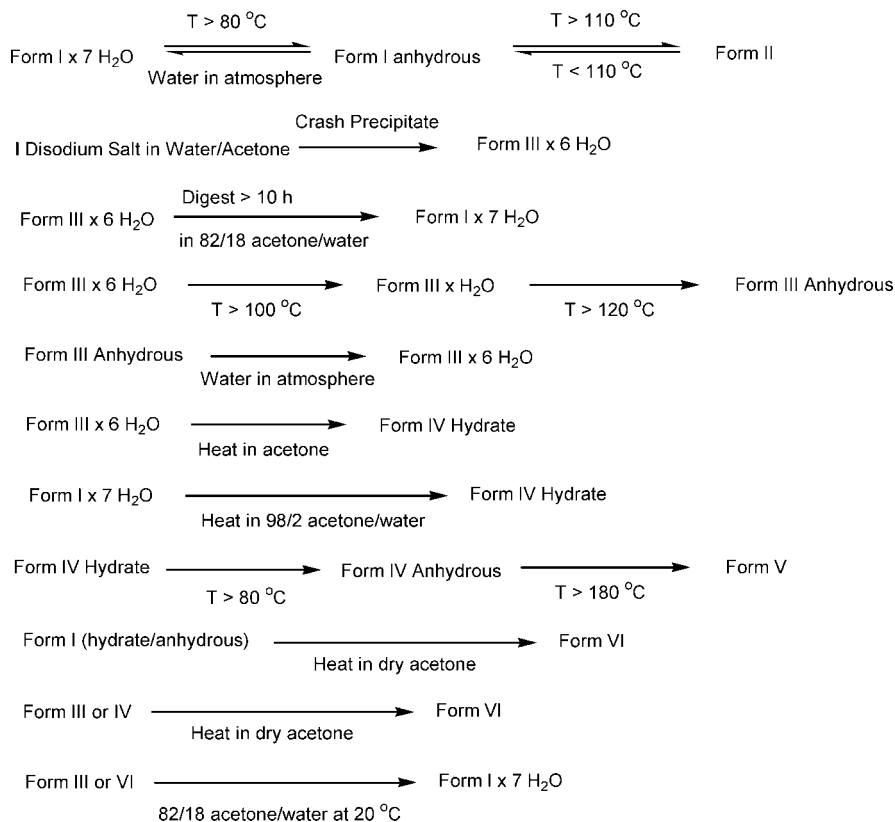 T > 80 °C
T > 110 °C
Form I x 7 H₂O
Form I anhydrous
Form II
Water in atmosphere
T < 110 °C
Crash Precipitate
I Disodium Salt in Water/Acetone
Form III x 6 H₂O
Digest > 10 h
Form III x 6 H₂O
Form I x 7 H₂O
in 82/18 acetone/water
Form III x 6 H₂O
Form III x H₂O
Form III Anhydrous
T > 100 °C
T > 120 °C
Form III Anhydrous
Form III x 6 H₂O
Water in atmosphere
Form III x 6 H₂O
Form IV Hydrate
Heat in acetone
Form I x 7 H₂O
Form IV Hydrate
Heat in 98/2 acetone/water
Form IV Hydrate
Form IV Anhydrous
Form V
T > 80 °C
T > 180 °C
Form I (hydrate/anhydrous)
Form VI
Heat in dry acetone
Form III or IV
Form VI
Heat in dry acetone
Form III or VI
Form I x 7 H₂O
82/18 acetone/water at 20 °C